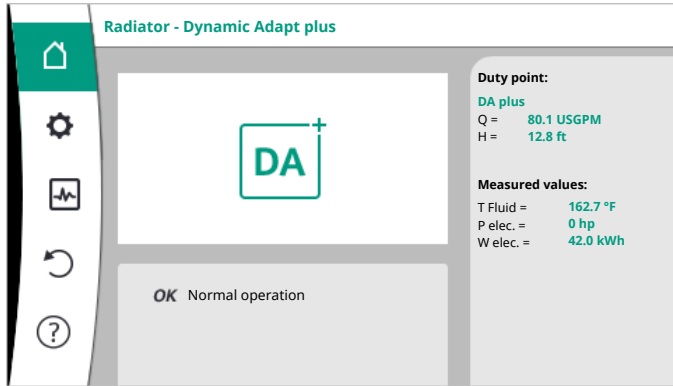 Radiator - Dynamic Adapt plus
DA+
OK Normal operation
?
Duty point:
DA plus
Q = 80.1 USGPM
H = 12.8 ft
Measured values:
T Fluid = 162.7 °F
P elec. = 0 hp
W elec. = 42.0 kWh